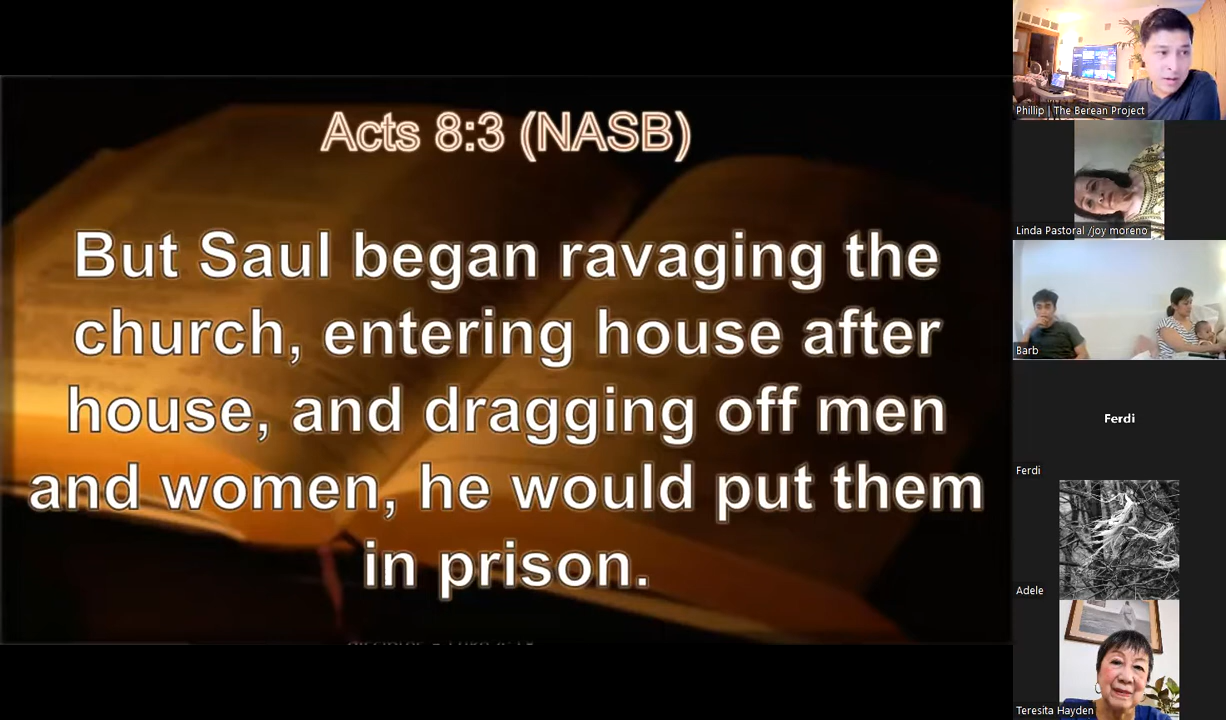 Acts 8:3 (NASB)
But Saul began ravaging the
church, entering house after
house, and dragging off men
and women, he would put them
in prison.
Phillip | The Berean Project
Linda Pastoral /joy moreno
Barb
Ferdi
Ferdi
Adele
Teresita Hayden